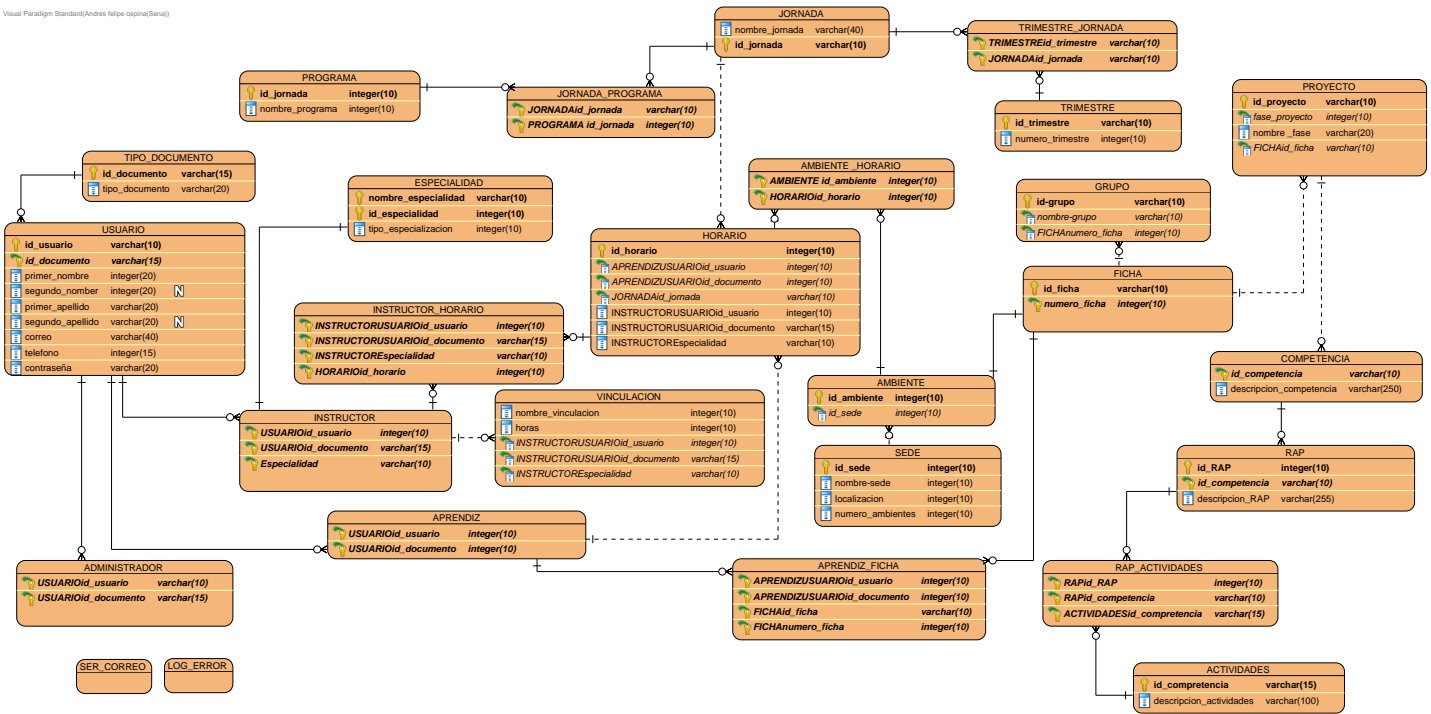 Visual Paradigm Standard(Andres felipe ospina(Sena))
JORNADA
nombre_jornada varchar(40)
id_jornada varchar(10)
TRIMESTRE_JORNADA
TRIMESTREid_trimestre varchar(10)
JORNADAid_jornada varchar(10)
PROGRAMA
id_jornada integer(10)
nombre_programa integer(10)
JORNADA_PROGRAMA
JORNADAid_jornada varchar(10)
PROGRAMA id_jornada integer(10)
TRIMESTRE
id_trimestre varchar(10)
numero_trimestre integer(10)
PROYECTO
id_proyecto varchar(10)
fase_proyecto integer(10)
nombre _fase varchar(20)
FICHAid_ficha varchar(10)
TIPO_DOCUMENTO
id_documento varchar(15)
tipo_documento varchar(20)
ESPECIALIDAD
nombre_especialidad varchar(10)
id_especialidad integer(10)
tipo_especializacion integer(10)
AMBIENTE _HORARIO
AMBIENTE id_ambiente integer(10)
HORARIOid_horario integer(10)
GRUPO
id-grupo varchar(10)
nombre-grupo varchar(10)
FICHAnumero_ficha integer(10)
USUARIO
id_usuario varchar(10)
id_documento varchar(15)
primer_nombre integer(20)
segundo_nomber integer(20) N
primer_apellido varchar(20)
segundo_apellido varchar(20) N
correo varchar(40)
telefono integer(15)
contraseña varchar(20)
HORARIO
id_horario integer(10)
APRENDIZUSUARIOid_usuario integer(10)
APRENDIZUSUARIOid_documento integer(10)
JORNADAid_jornada varchar(10)
INSTRUCTORUSUARIOid_usuario integer(10)
INSTRUCTORUSUARIOid_documento varchar(15)
INSTRUCTOREspecialidad varchar(10)
FICHA
id_ficha varchar(10)
numero_ficha integer(10)
INSTRUCTOR_HORARIO
INSTRUCTORUSUARIOid_usuario integer(10)
INSTRUCTORUSUARIOid_documento varchar(15)
INSTRUCTOREspecialidad varchar(10)
HORARIOid_horario integer(10)
COMPETENCIA
id_competencia varchar(10)
descripcion_competencia varchar(250)
AMBIENTE
id_ambiente integer(10)
id_sede integer(10)
VINCULACION
nombre_vinculacion integer(10)
horas integer(10)
INSTRUCTORUSUARIOid_usuario integer(10)
INSTRUCTORUSUARIOid_documento varchar(15)
INSTRUCTOREspecialidad varchar(10)
INSTRUCTOR
USUARIOid_usuario integer(10)
USUARIOid_documento varchar(15)
Especialidad varchar(10)
SEDE
id_sede integer(10)
nombre-sede integer(10)
localizacion integer(10)
numero_ambientes integer(10)
RAP
id_RAP integer(10)
id_competencia varchar(10)
descripcion_RAP varchar(255)
APRENDIZ
USUARIOid_usuario integer(10)
USUARIOid_documento integer(10)
ADMINISTRADOR
USUARIOid_usuario varchar(10)
USUARIOid_documento varchar(15)
APRENDIZ_FICHA
APRENDIZUSUARIOid_usuario integer(10)
APRENDIZUSUARIOid_documento integer(10)
FICHAid_ficha varchar(10)
FICHAnumero_ficha integer(10)
RAP_ACTIVIDADES
RAPid_RAP integer(10)
RAPid_competencia varchar(10)
ACTIVIDADESid_compretencia varchar(15)
SER_CORREO
LOG_ERROR
ACTIVIDADES
id_competencia varchar(15)
descripcion_actividades varchar(100)